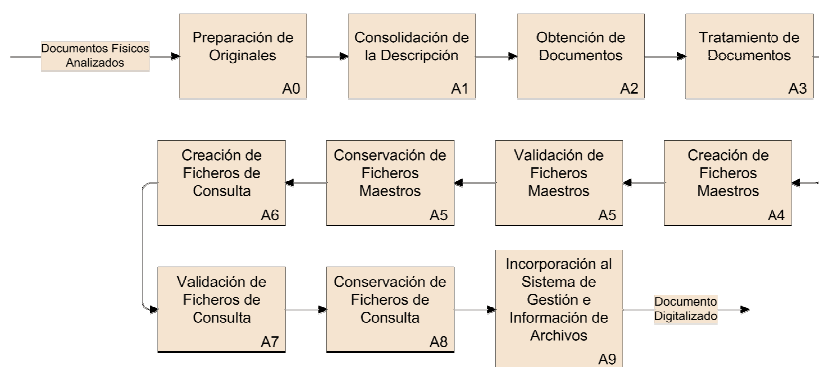 Documentos Físicos
Analizados
Preparación de
Originales
A0
Consolidación de
la Descripción
A1
Obtención de
Documentos
A2
Tratamiento de
Documentos
A3
Creación de
Ficheros
Maestros
A4
Validación de
Ficheros
Maestros
A5
Conservación de
Ficheros
Maestros
A5
Creación de
Ficheros de
Consulta
A6
Validación de
Ficheros de
Consulta
A7
Conservación de
Ficheros de
Consulta
A8
Incorporación al
Sistema de
Gestión e
Información de
Archivos
A9
Documento
Digitalizado